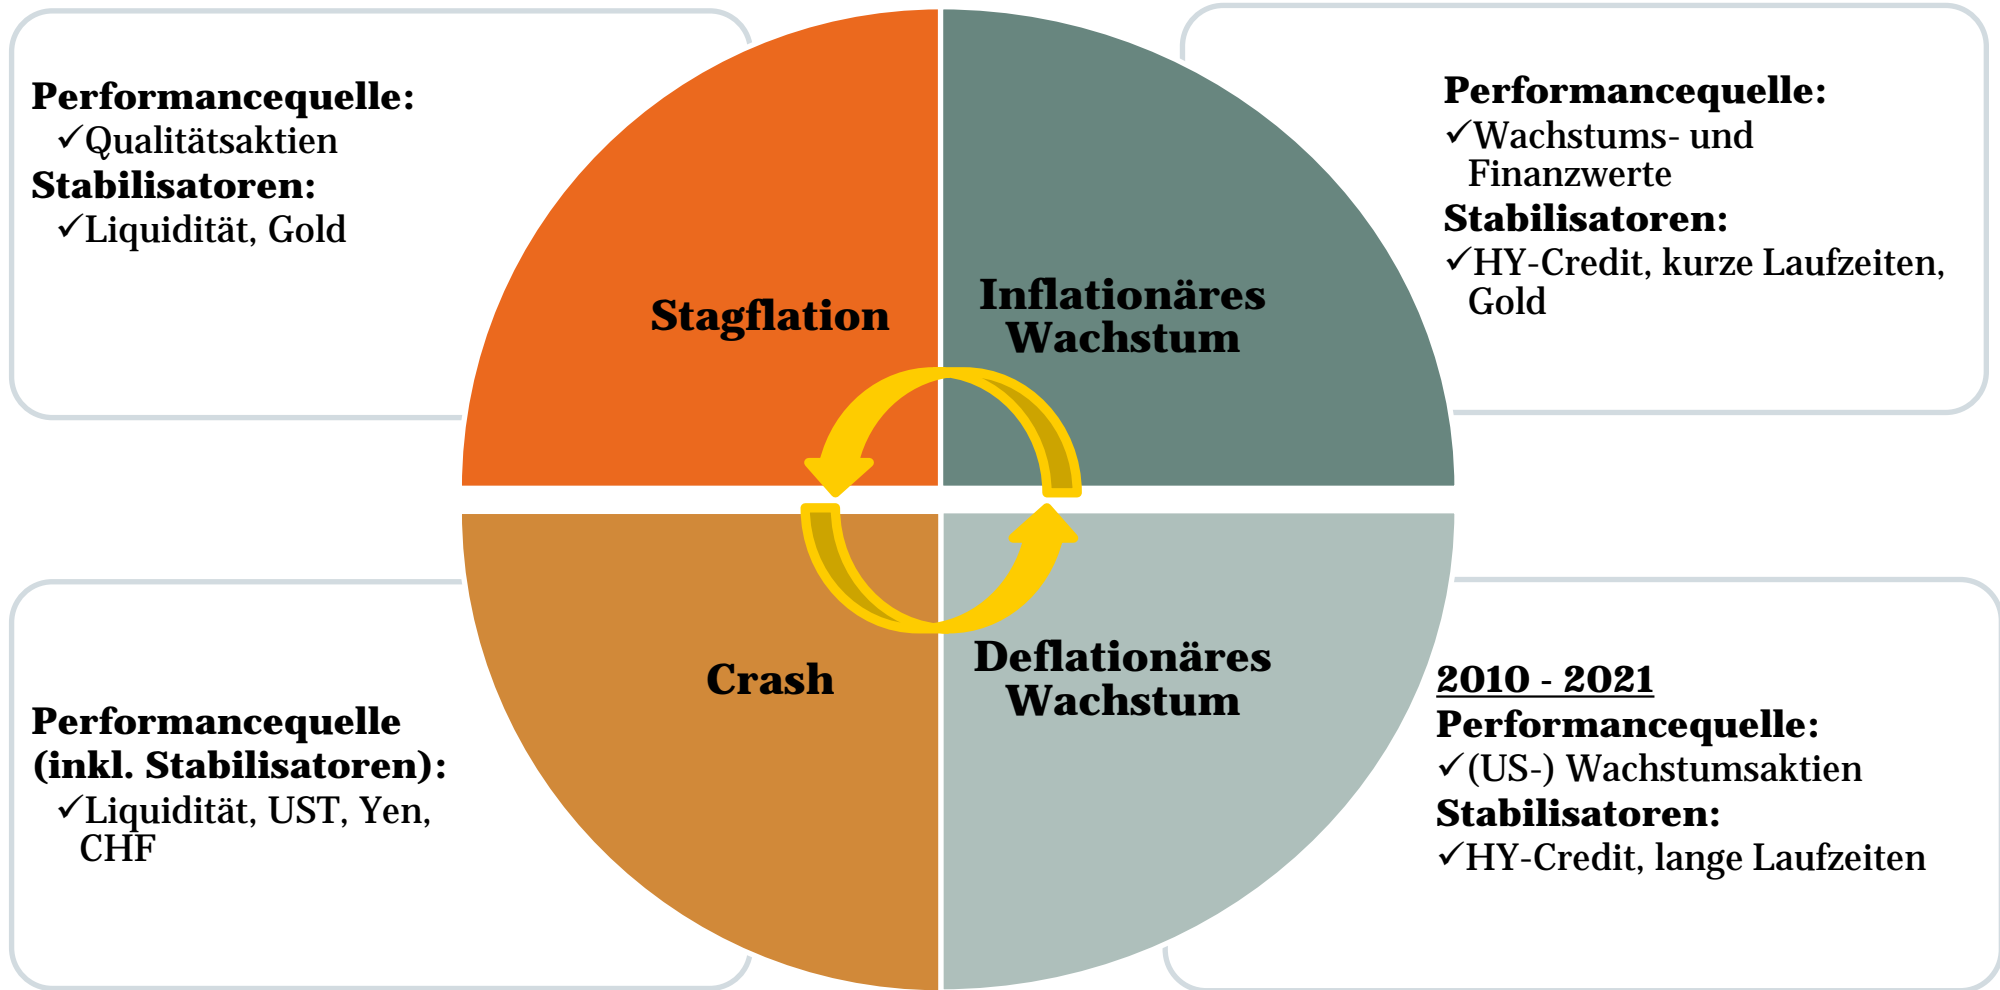 Performancequelle:
✓Qualitätsaktien
Stabilisatoren:
✓Liquidität, Gold
Stagflation
Inflationäres
Wachstum
Performancequelle:
✓Wachstums- und
Finanzwerte
Stabilisatoren:
✓HY-Credit, kurze Laufzeiten,
Gold
Performancequelle
(inkl. Stabilisatoren):
✓Liquidität, UST, Yen,
CHF
Crash
Deflationäres
Wachstum
2010 - 2021
Performancequelle:
✓(US-) Wachstumsaktien
Stabilisatoren:
✓HY-Credit, lange Laufzeiten